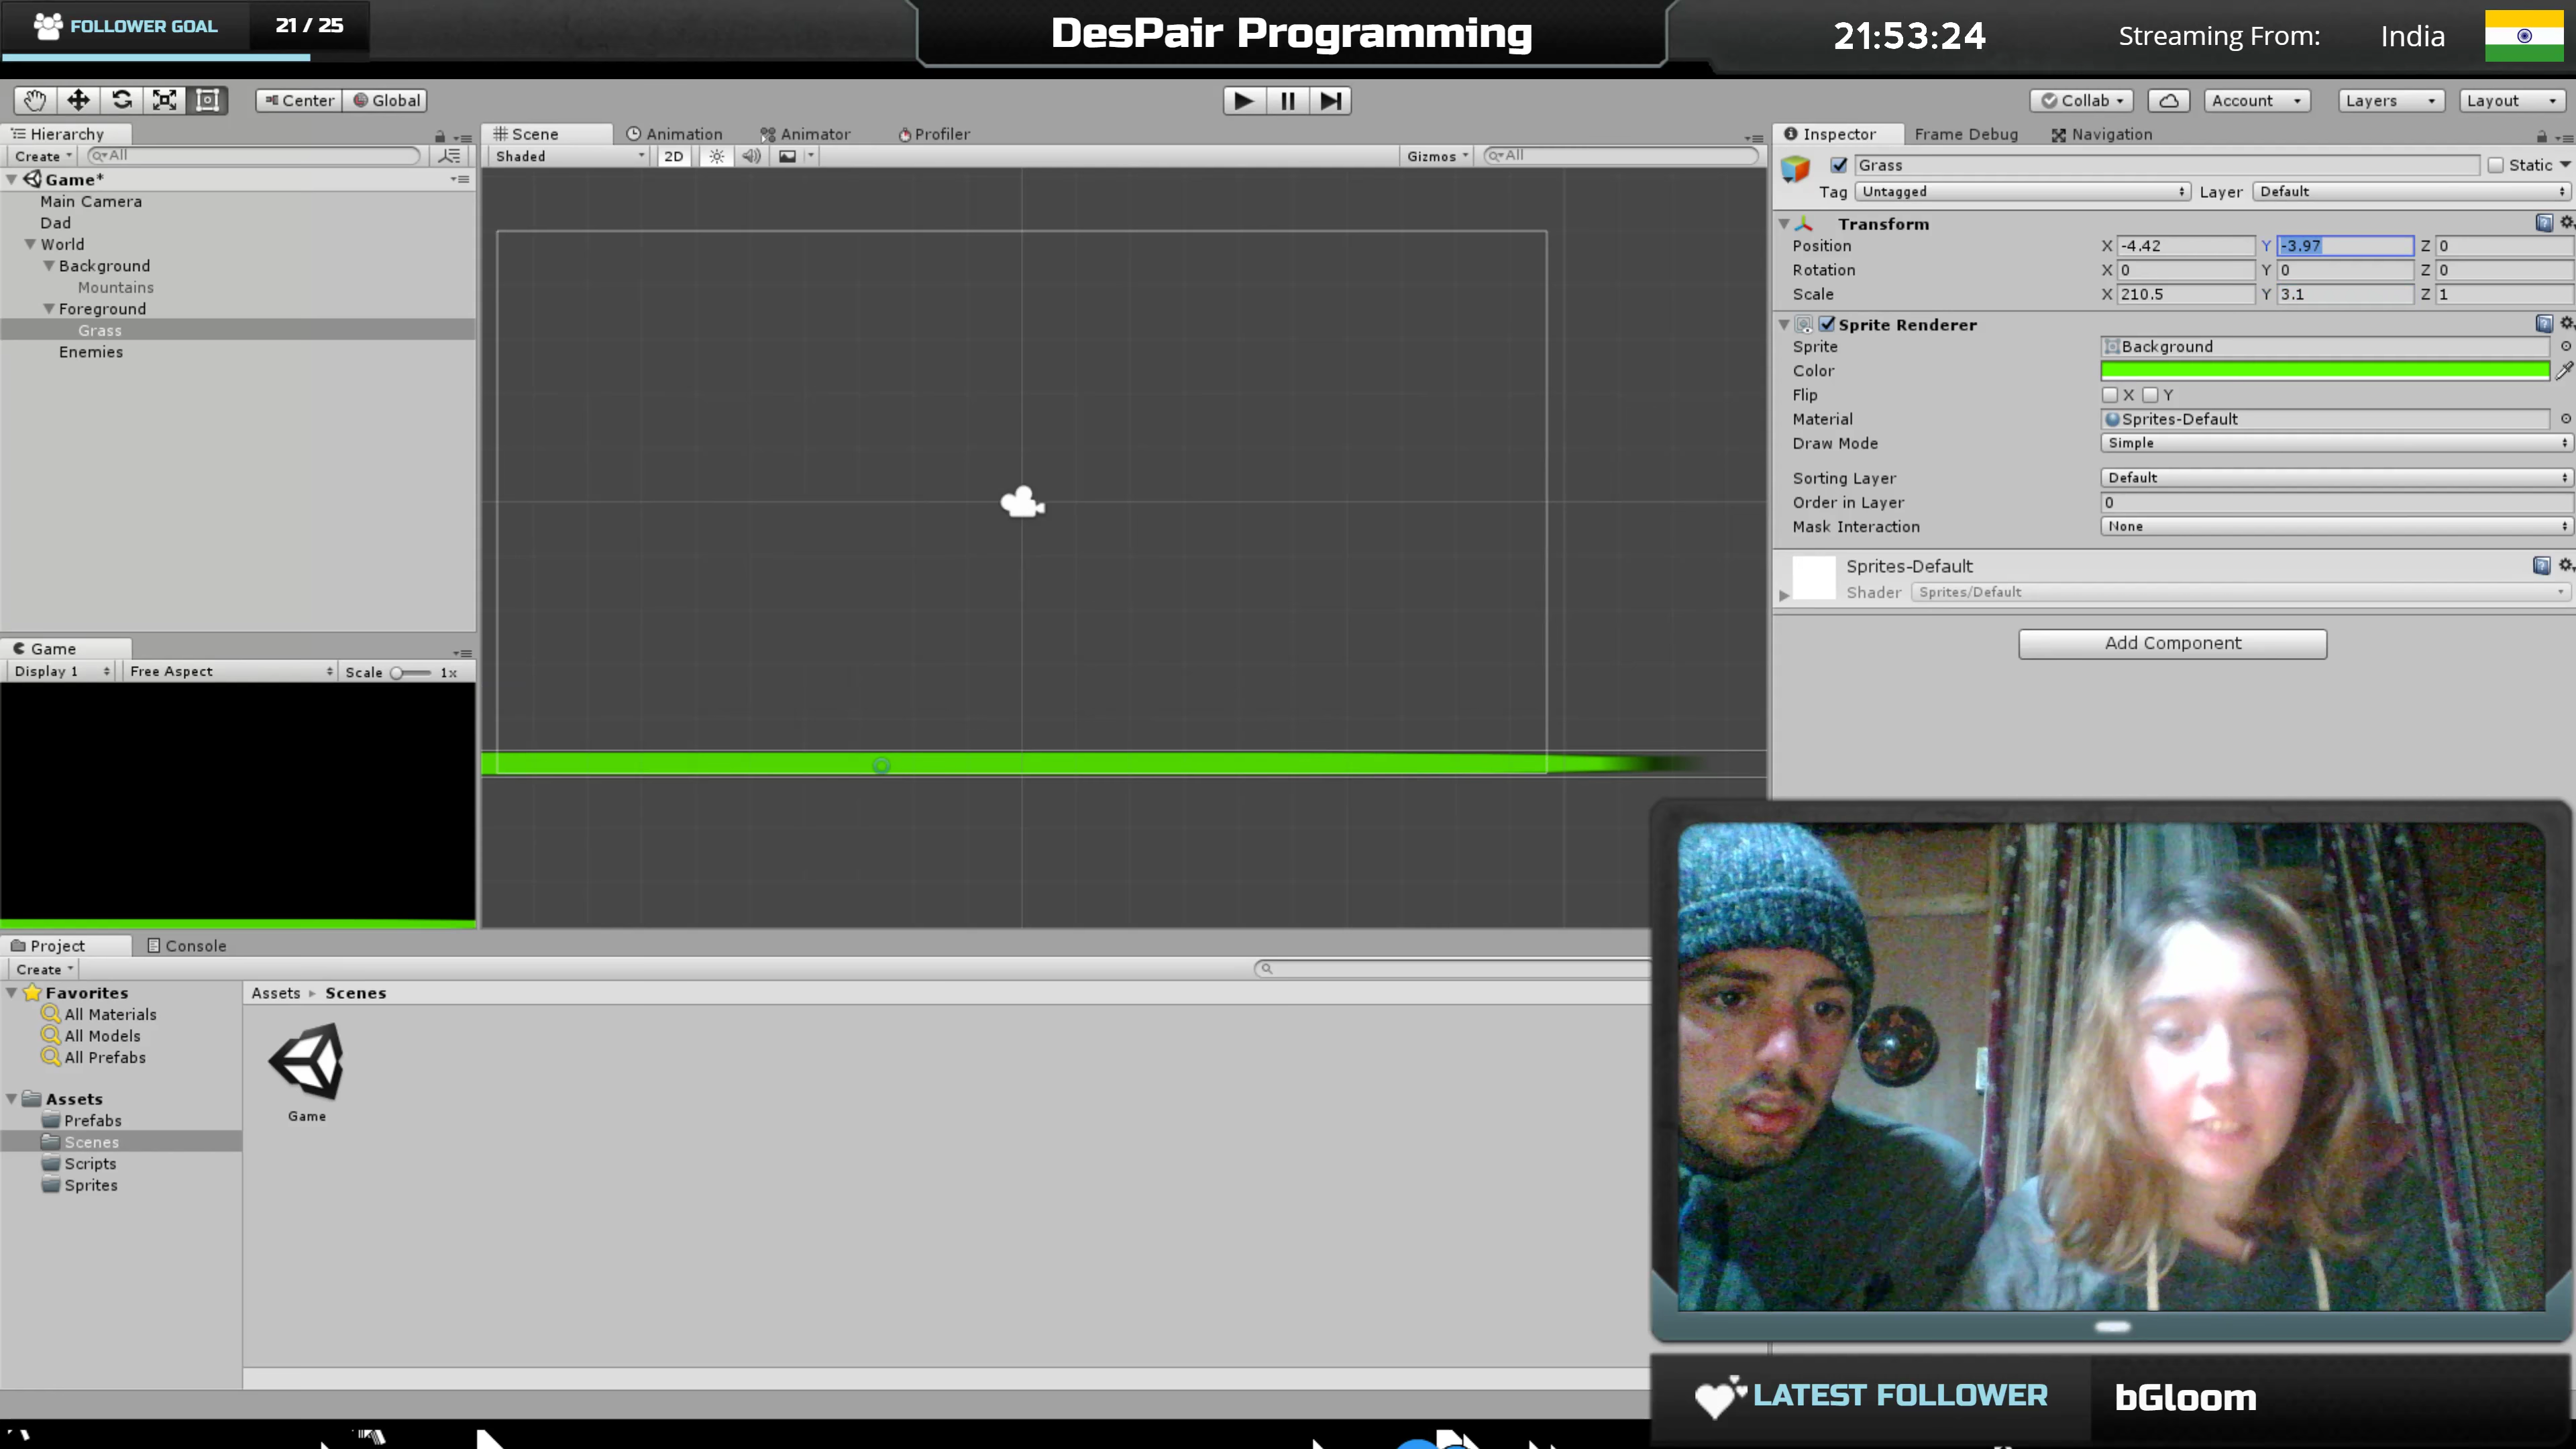 FOLLOWER GOAL 21 / 25
DesPair Programming
21:53:24
Streaming From: India
Center Global
Collab Account Layers Layout
Hierarchy
Create All
Game*
Main Camera
Dad
World
Background
Mountains
Foreground
Grass
Enemies
Scene Animation Animator Profiler
Shaded 2D Gizmos All
Inspector Frame Debug Navigation
Grass Static
Tag Untagged Layer Default
Transform
Position X -4.42 Y -3.97 Z 0
Rotation X 0 Y 0 Z 0
Scale X 210.5 Y 3.1 Z 1
Sprite Renderer
Sprite Background
Color
Flip X Y
Material Sprites-Default
Draw Mode Simple
Sorting Layer Default
Order in Layer 0
Mask Interaction None
Sprites-Default
Shader Sprites/Default
Add Component
Game
Display 1 Free Aspect Scale 1x
Project Console
Create
Favorites
All Materials
All Models
All Prefabs
Assets
Prefabs
Scenes
Scripts
Sprites
Assets Scenes
Game
LATEST FOLLOWER bGloom